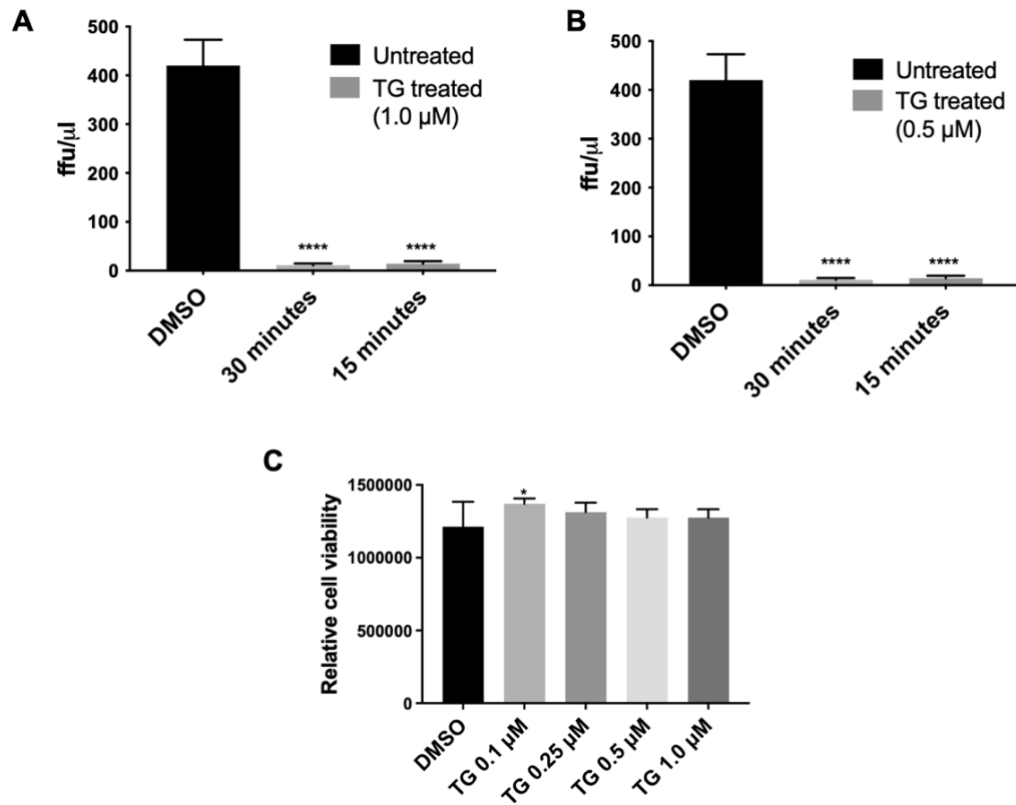 A
500
400
300
200
100
0
ffu/µl
Untreated
TG treated
(1.0 µM)
****
****
DMSO
30 minutes
15 minutes
B
500
400
300
200
100
0
ffu/µl
Untreated
TG treated
(0.5 µM)
****
****
DMSO
30 minutes
15 minutes
C
1500000
1000000
500000
0
Relative cell viability
*
DMSO
TG 0.1 µM
TG 0.25 µM
TG 0.5 µM
TG 1.0 µM